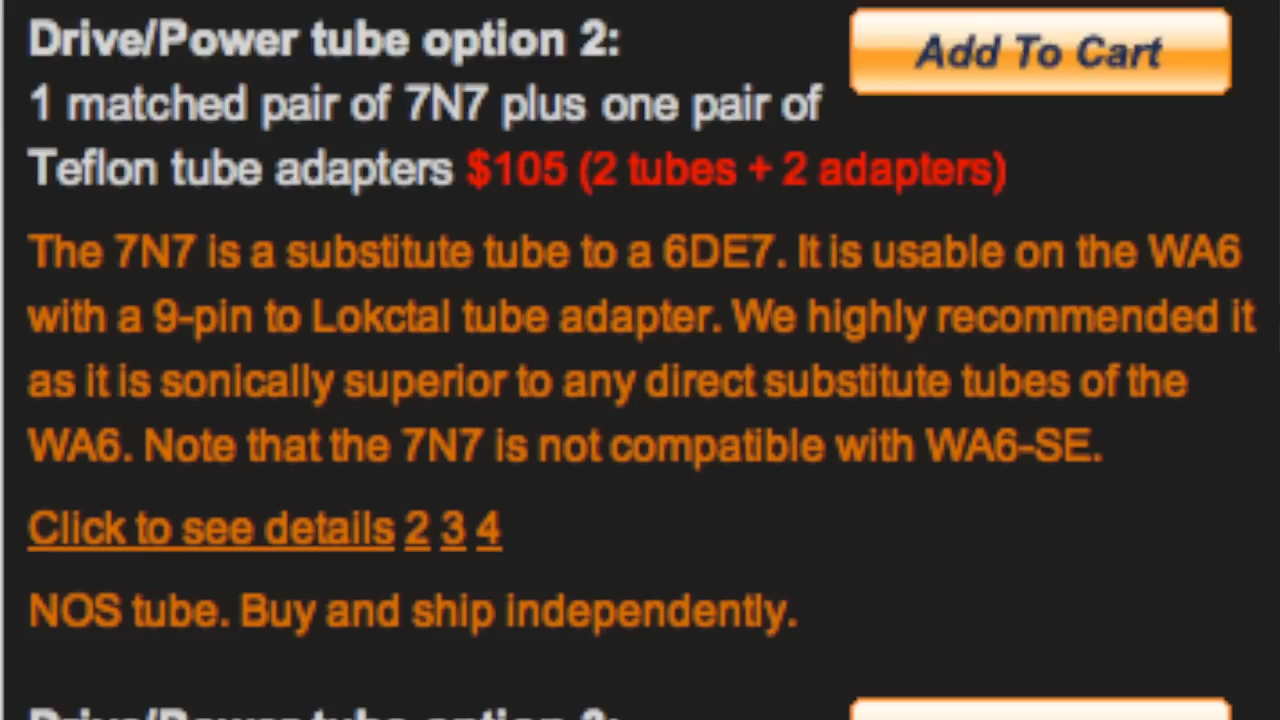 Drive/Power tube option 2:
Add To Cart
1 matched pair of 7N7 plus one pair of
Teflon tube adapters $105 (2 tubes + 2 adapters)
The 7N7 is a substitute tube to a 6DE7. It is usable on the WA6
with a 9-pin to Lokctal tube adapter. We highly recommended it
as it is sonically superior to any direct substitute tubes of the
WA6. Note that the 7N7 is not compatible with WA6-SE.
Click to see details 2 3 4
NOS tube. Buy and ship independently.
Drive/Power tube option